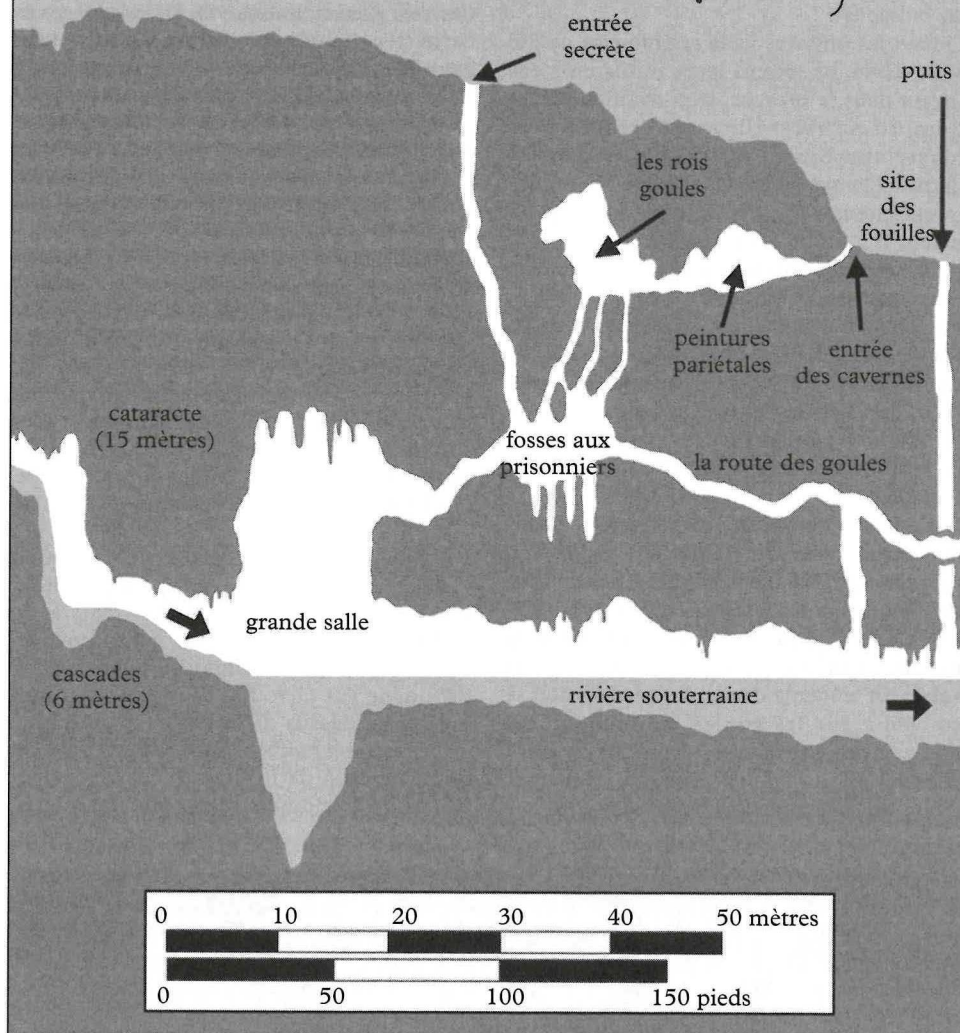 entrée
secrète
puits
les rois
goules
site
des
fouilles
peintures
pariétales
entrée
des cavernes
cataracte
(15 mètres)
fosses aux
prisonniers
la route des goules
grande salle
cascades
(6 mètres)
rivière souterraine
0 10 20 30 40 50 mètres
0 50 100 150 pieds